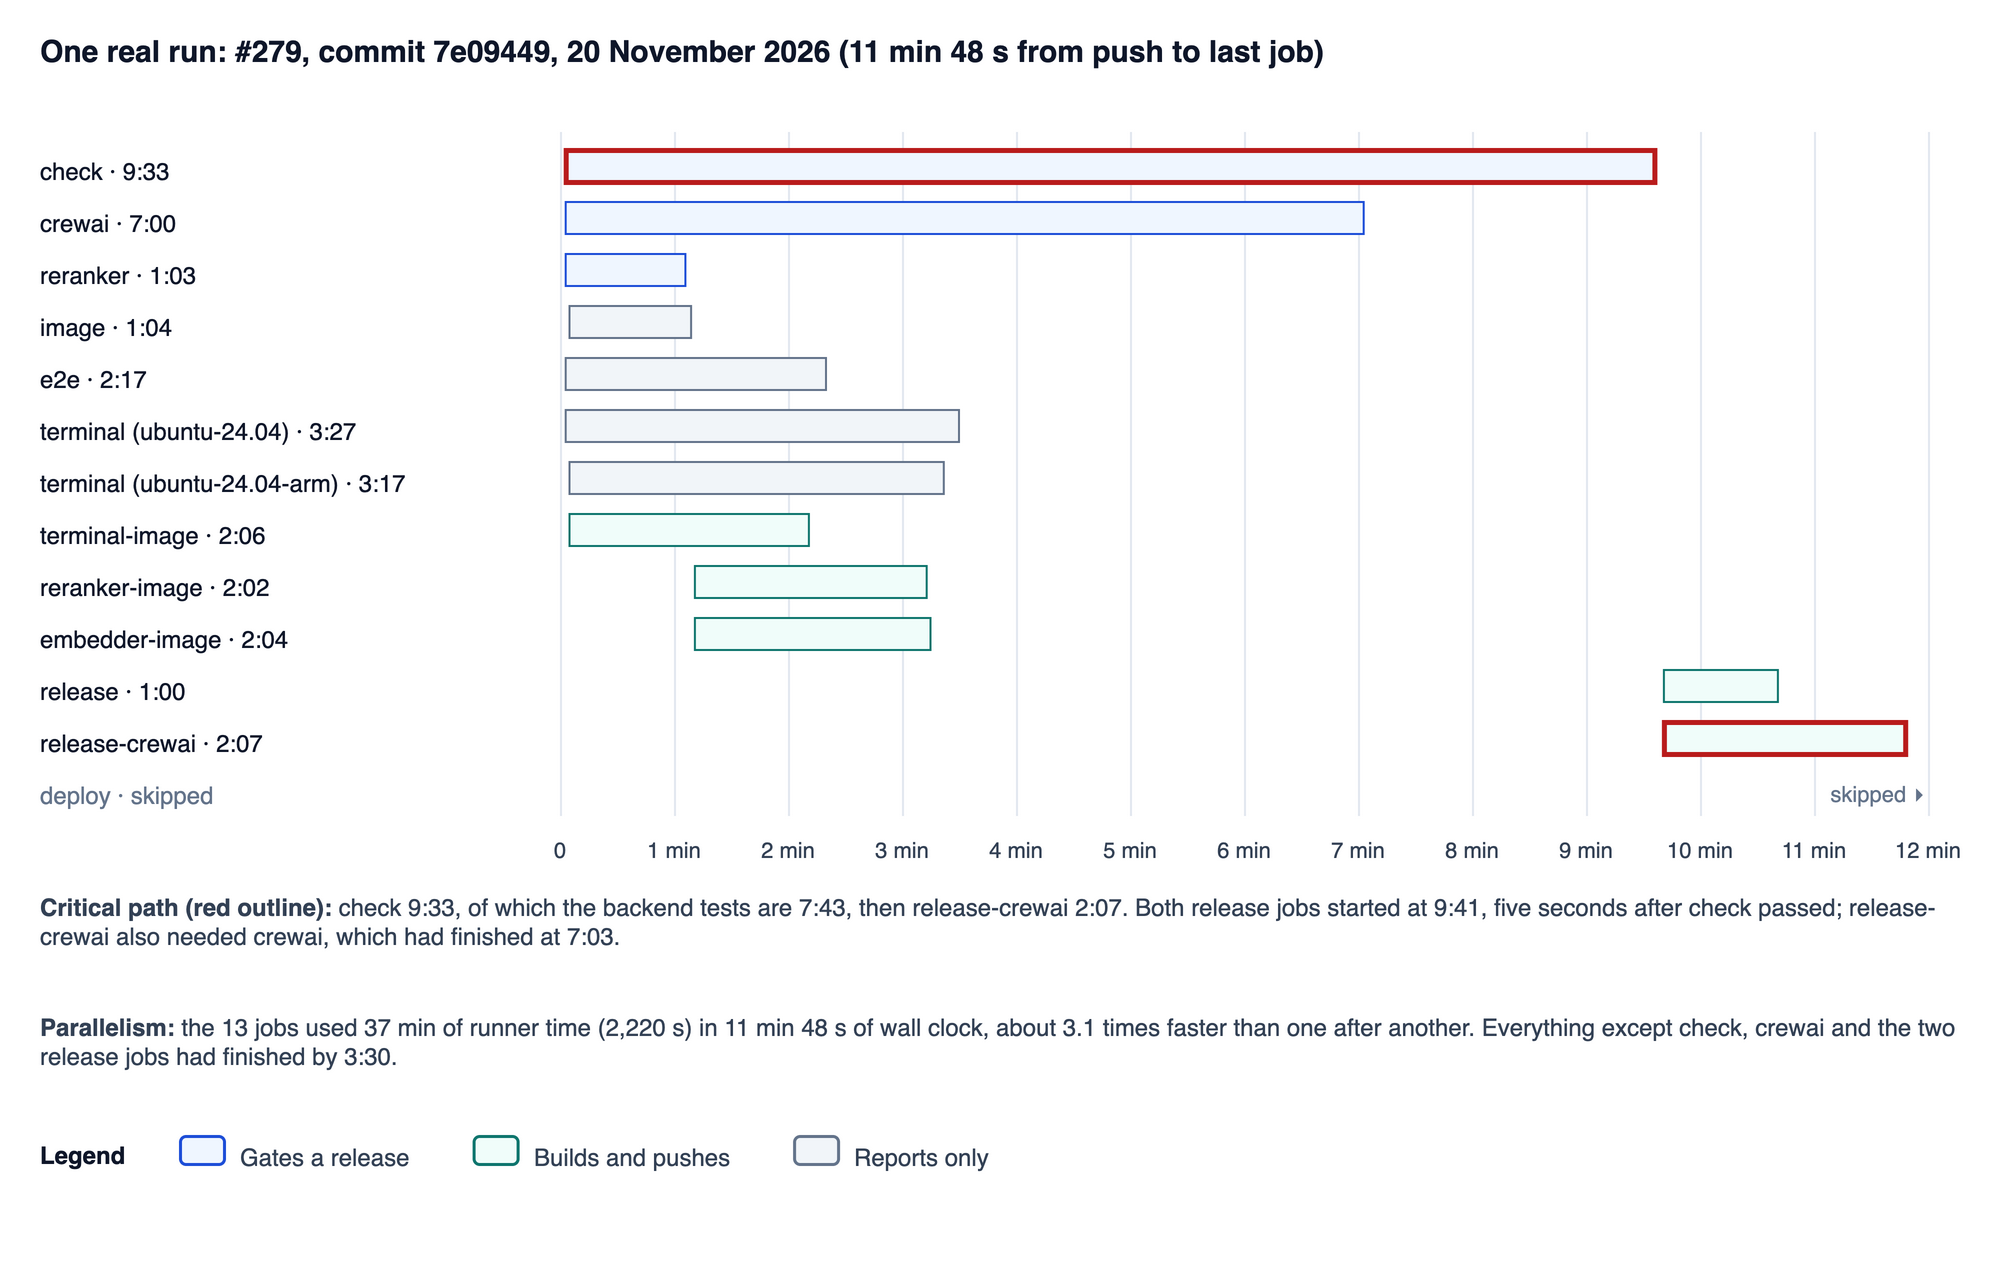 One real run: #279, commit 7e09449, 20 November 2026 (11 min 48 s from push to last job)
check · 9:33
crewai · 7:00
reranker · 1:03
image · 1:04
e2e · 2:17
terminal (ubuntu-24.04) · 3:27
terminal (ubuntu-24.04-arm) · 3:17
terminal-image · 2:06
reranker-image · 2:02
embedder-image · 2:04
release · 1:00
release-crewai · 2:07
deploy · skipped
skipped
0
1 min
2 min
3 min
4 min
5 min
6 min
7 min
8 min
9 min
10 min
11 min
12 min
Critical path (red outline): check 9:33, of which the backend tests are 7:43, then release-crewai 2:07. Both release jobs started at 9:41, five seconds after check passed; release-
crewai also needed crewai, which had finished at 7:03.
Parallelism: the 13 jobs used 37 min of runner time (2,220 s) in 11 min 48 s of wall clock, about 3.1 times faster than one after another. Everything except check, crewai and the two
release jobs had finished by 3:30.
Legend
Gates a release
Builds and pushes
Reports only